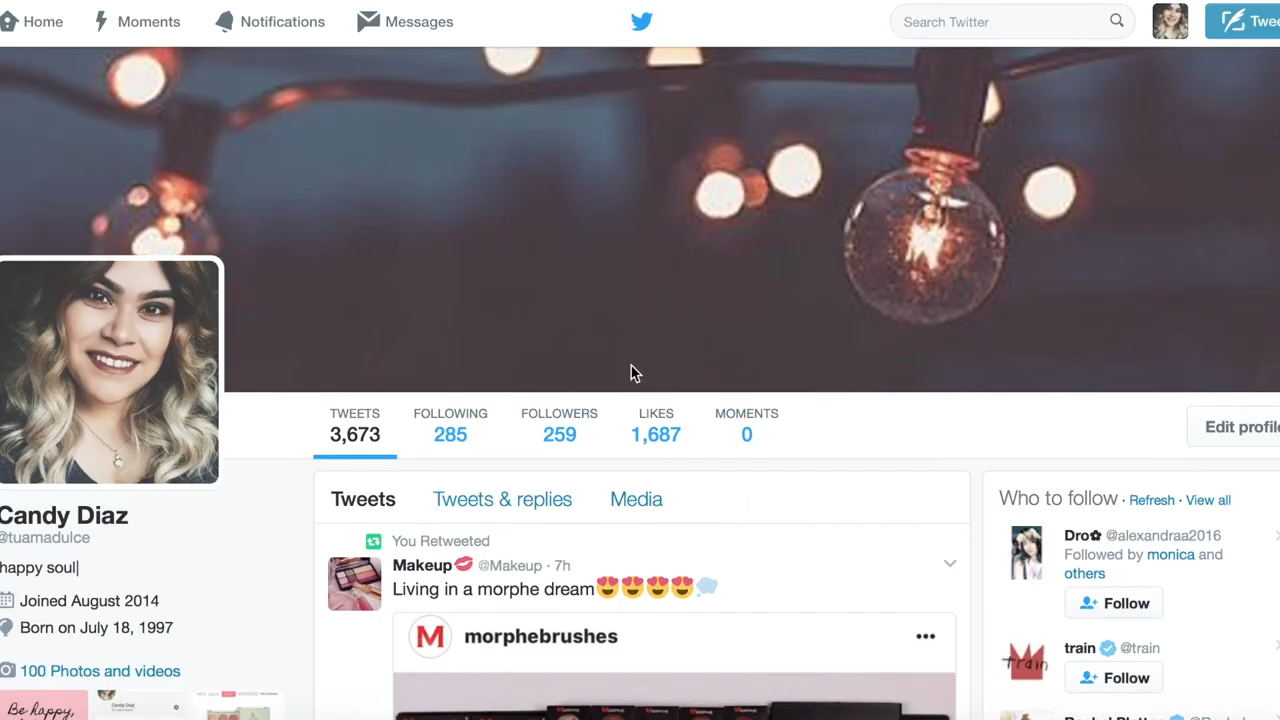 Home Moments Notifications Messages Search Twitter
TWEETS FOLLOWING FOLLOWERS LIKES MOMENTS
3,673 285 259 1,687 0
Edit profile
Candy Diaz
@tuamadulce
happy soul|
Joined August 2014
Born on July 18, 1997
100 Photos and videos
Be happy,
Tweets Tweets & replies Media
You Retweeted
Makeup💋 @Makeup · 7h
Living in a morphe dream😍😍😍😍💭
M morphebrushes
Who to follow · Refresh · View all
Dro✿ @alexandraa2016
Followed by monica and
others
Follow
train @train
Follow